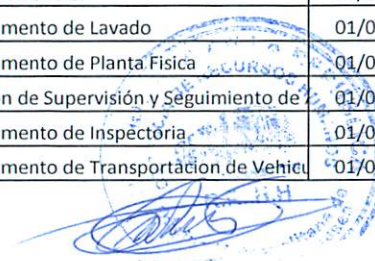 mento de Lavado 01/0
mento de Planta Fisica 01/0
n de Supervisión y Seguimiento de 01/0
mento de Inspectoria 01/0
mento de Transportacion de Vehicu 01/0
RECURSOS